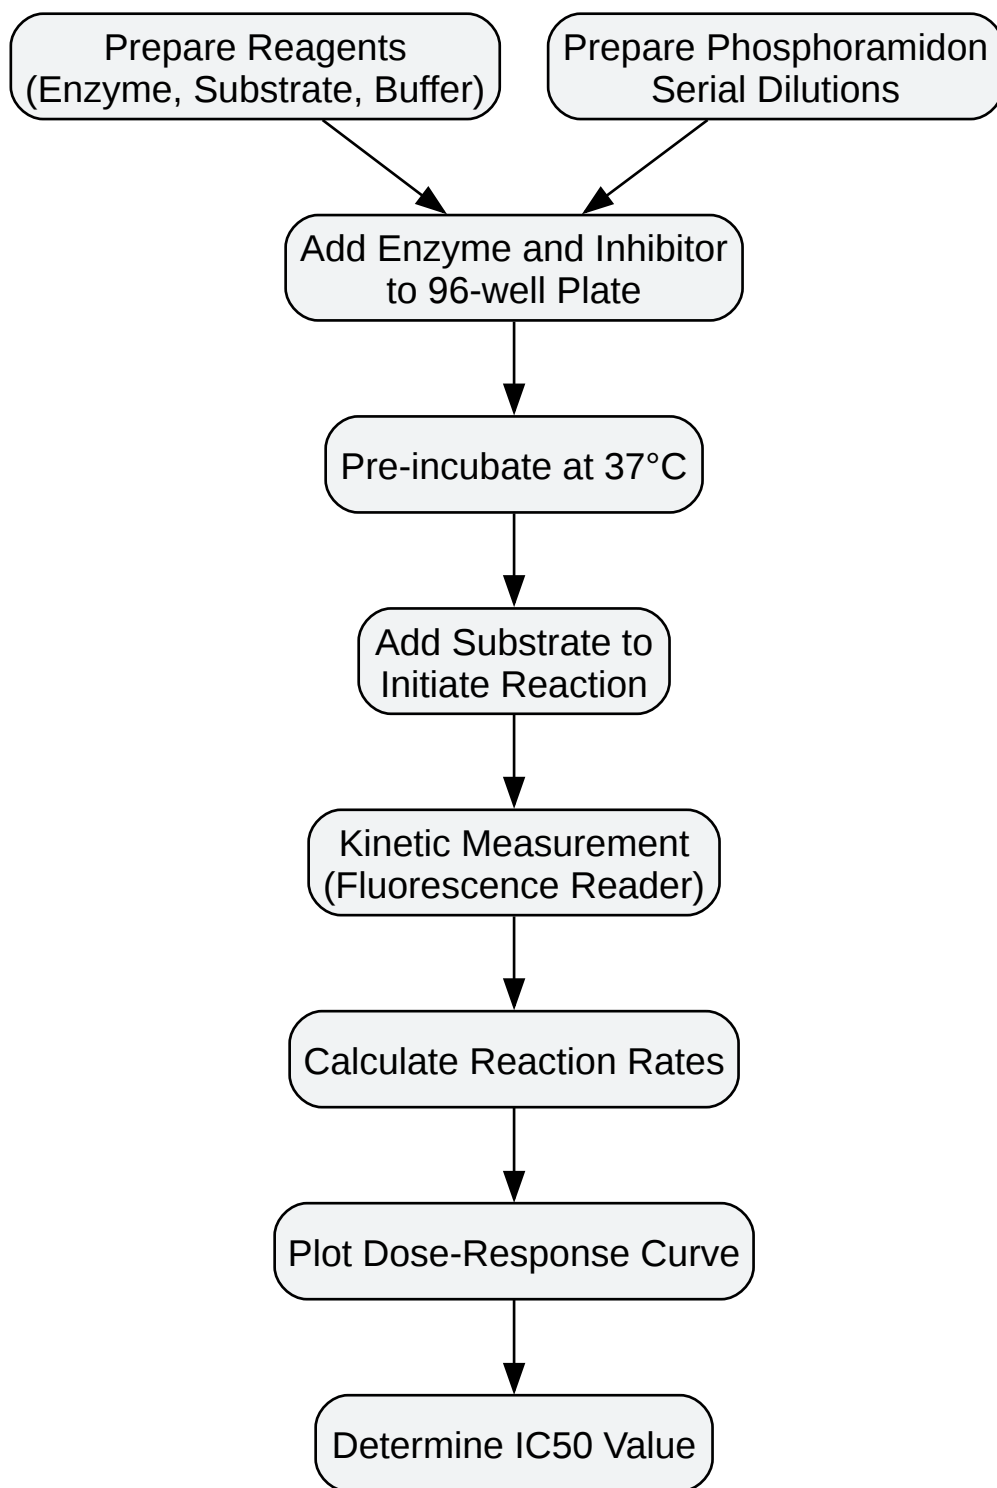 Prepare Reagents
(Enzyme, Substrate, Buffer)
Prepare Phosphoramidon
Serial Dilutions
Add Enzyme and Inhibitor
to 96-well Plate
Pre-incubate at 37°C
Add Substrate to
Initiate Reaction
Kinetic Measurement
(Fluorescence Reader)
Calculate Reaction Rates
Plot Dose-Response Curve
Determine IC50 Value